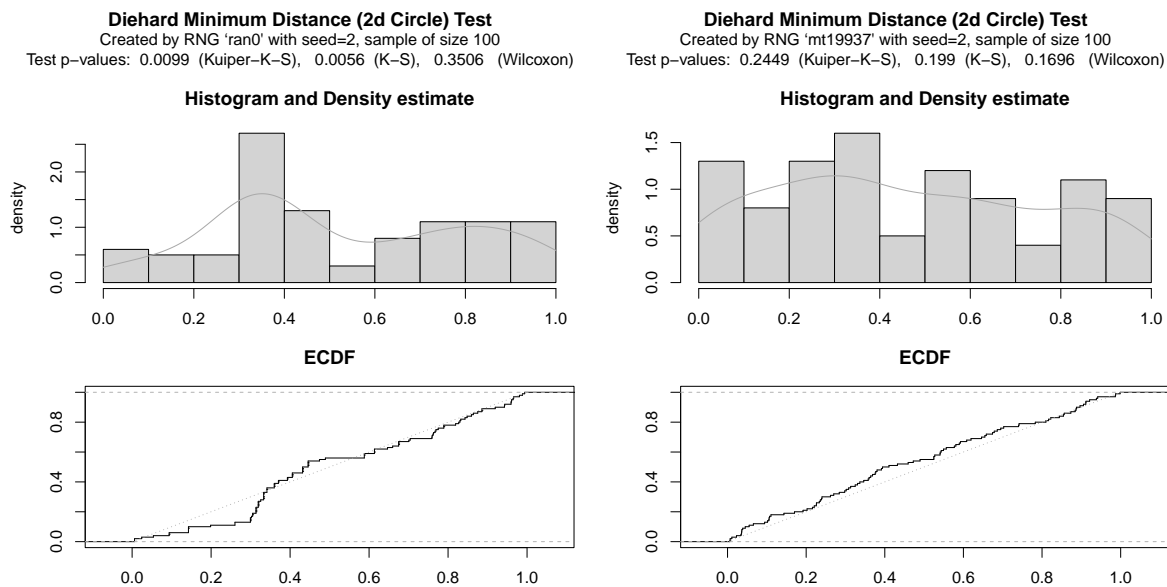 Diehard Minimum Distance (2d Circle) Test
Created by RNG ‘ran0’ with seed=2, sample of size 100
Test p-values: 0.0099 (Kuiper-K-S), 0.0056 (K-S), 0.3506 (Wilcoxon)
Histogram and Density estimate
density
0.0 1.0 2.0
0.0 0.2 0.4 0.6 0.8 1.0
ECDF
0.0 0.4 0.8
0.0 0.2 0.4 0.6 0.8 1.0
Diehard Minimum Distance (2d Circle) Test
Created by RNG ‘mt19937’ with seed=2, sample of size 100
Test p-values: 0.2449 (Kuiper-K-S), 0.199 (K-S), 0.1696 (Wilcoxon)
Histogram and Density estimate
density
0.0 0.5 1.0 1.5
0.0 0.2 0.4 0.6 0.8 1.0
ECDF
0.0 0.4 0.8
0.0 0.2 0.4 0.6 0.8 1.0